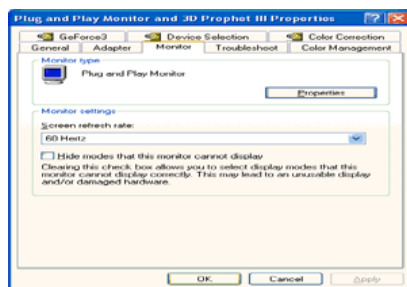 Plug and Play Monitor and 3D Prophet III Properties
GeForce3 Device Selection Color Correction
General Adapter Monitor Troubleshoot Color Management
Monitor type
Plug and Play Monitor
Properties
Monitor settings
Screen refresh rate:
60 Hertz
Hide modes that this monitor cannot display
Clearing this check box allows you to select display modes that this
monitor cannot display correctly. This may lead to an unusable display
and/or damaged hardware.
OK Cancel Apply